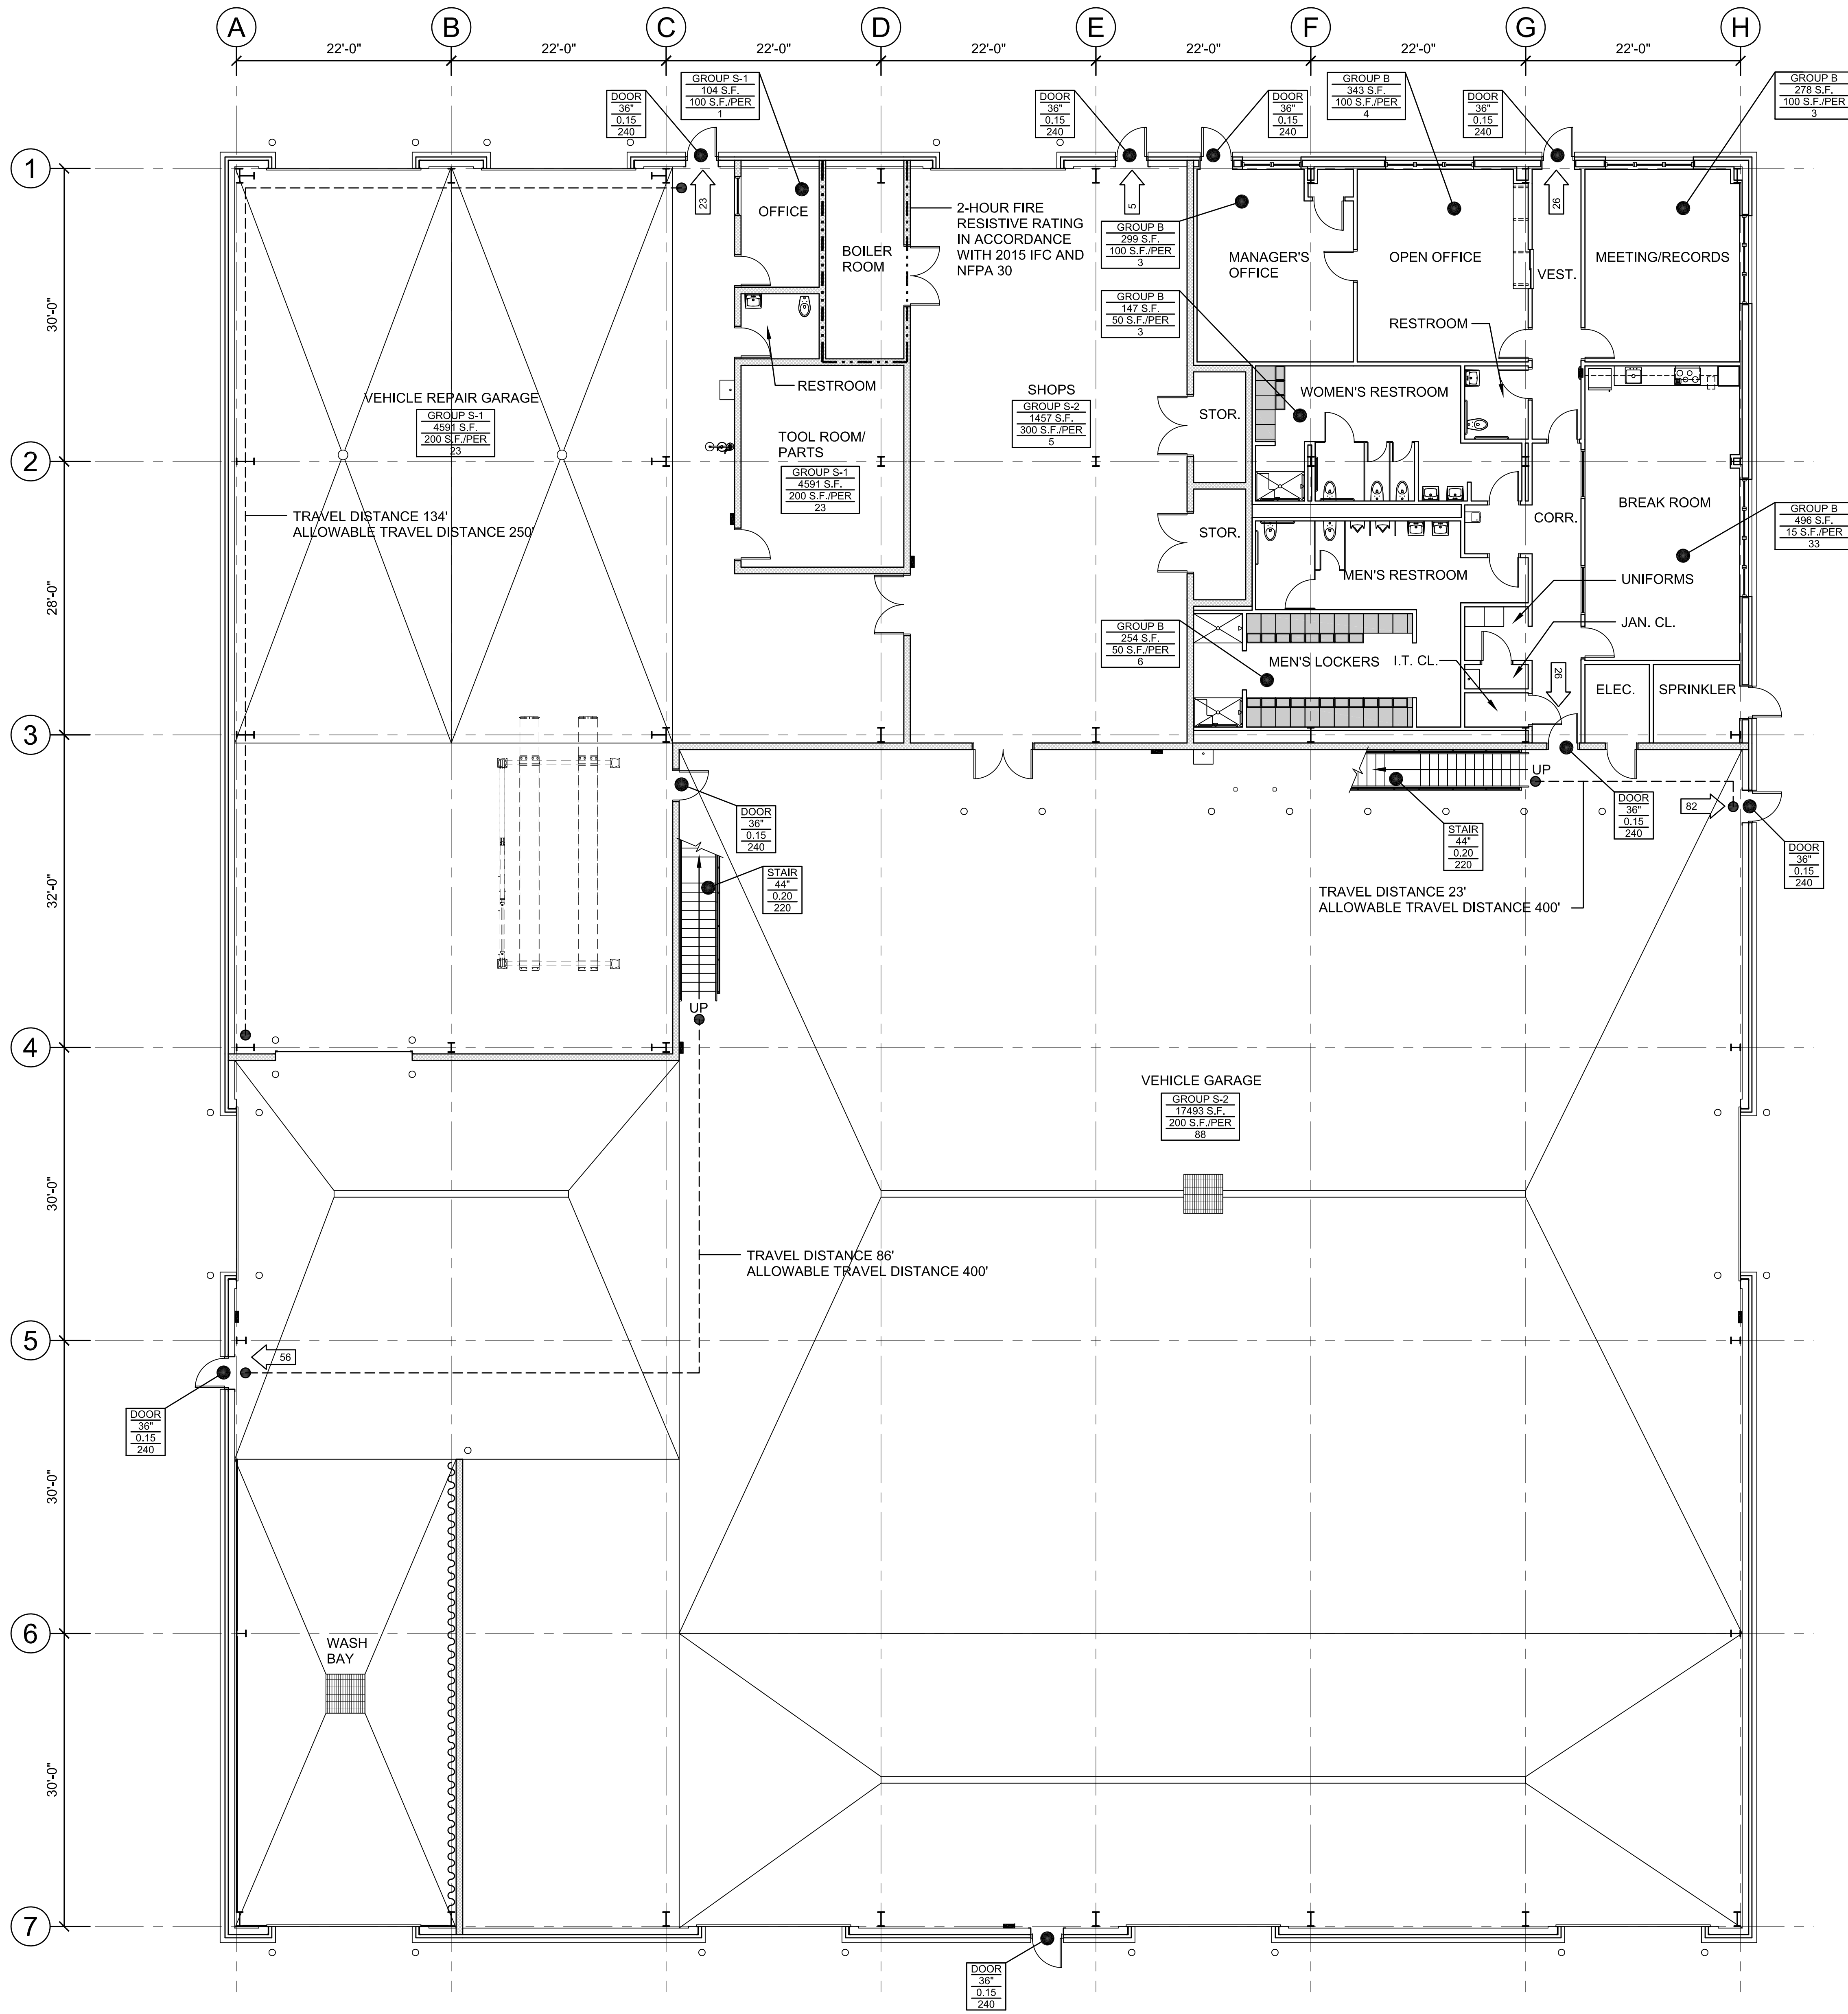 A
B
C
D
E
F
G
H
22'-0"
22'-0"
22'-0"
22'-0"
22'-0"
22'-0"
22'-0"
DOOR
36"
0.15
240
GROUP S-1
104 S.F.
100 S.F./PER
1
DOOR
36"
0.15
240
DOOR
36"
0.15
240
GROUP B
343 S.F.
100 S.F./PER
4
DOOR
36"
0.15
240
GROUP B
278 S.F.
100 S.F./PER
3
1
23
5
26
OFFICE
2-HOUR FIRE
RESISTIVE RATING
IN ACCORDANCE
WITH 2015 IFC AND
NFPA 30
GROUP B
299 S.F.
100 S.F./PER
3
BOILER
ROOM
MANAGER'S
OFFICE
OPEN OFFICE
VEST.
MEETING/RECORDS
30'-0"
GROUP B
147 S.F.
50 S.F./PER
3
RESTROOM
RESTROOM
SHOPS
GROUP S-2
1457 S.F.
300 S.F./PER
5
VEHICLE REPAIR GARAGE
GROUP S-1
4591 S.F.
200 S.F./PER
23
WOMEN'S RESTROOM
STOR.
TOOL ROOM/
PARTS
GROUP S-1
4591 S.F.
200 S.F./PER
23
2
BREAK ROOM
TRAVEL DISTANCE 134'
ALLOWABLE TRAVEL DISTANCE 250'
CORR.
STOR.
GROUP B
496 S.F.
15 S.F./PER
33
28'-0"
MEN'S RESTROOM
UNIFORMS
JAN. CL.
GROUP B
254 S.F.
50 S.F./PER
6
MEN'S LOCKERS
I.T. CL.
26
ELEC.
SPRINKLER
3
UP
DOOR
36"
0.15
240
82
DOOR
36"
0.15
240
STAIR
44"
0.20
220
DOOR
36"
0.15
240
STAIR
44"
0.20
220
32'-0"
TRAVEL DISTANCE 23'
ALLOWABLE TRAVEL DISTANCE 400'
UP
4
VEHICLE GARAGE
GROUP S-2
17493 S.F.
200 S.F./PER
88
30'-0"
TRAVEL DISTANCE 86'
ALLOWABLE TRAVEL DISTANCE 400'
5
56
DOOR
36"
0.15
240
30'-0"
6
WASH
BAY
30'-0"
7
DOOR
36"
0.15
240